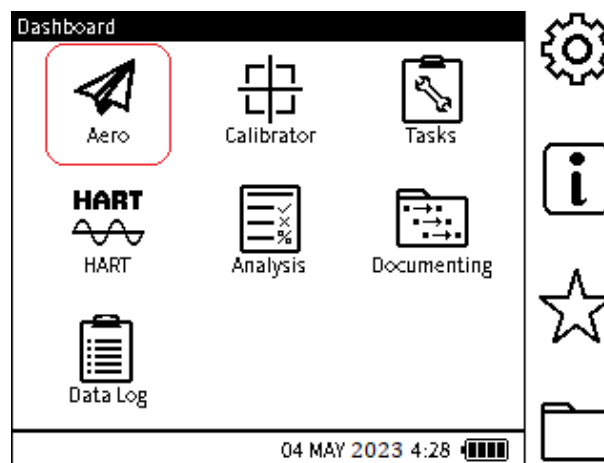 Dashboard
Aero Calibrator Tasks
HART
HART Analysis Documenting
Data Log
04 MAY 2023 4:28